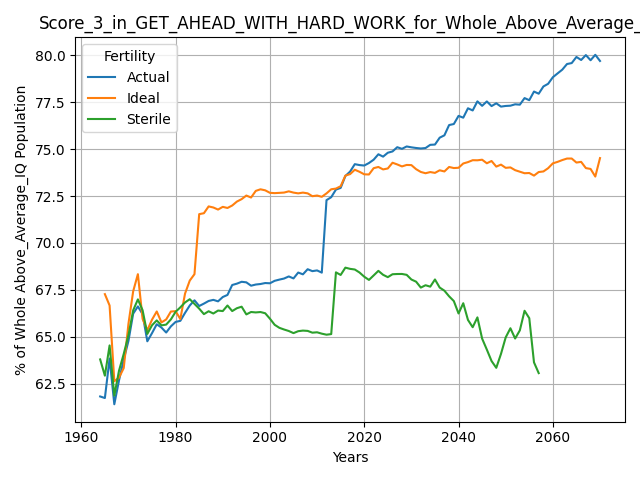 Score_3_in_GET_AHEAD_WITH_HARD_WORK_for_Whole_Above_Average_
Fertility
Actual
Ideal
Sterile
% of Whole Above_Average_IQ Population
80.0
77.5
75.0
72.5
70.0
67.5
65.0
62.5
1960
1980
2000
2020
2040
2060
Years